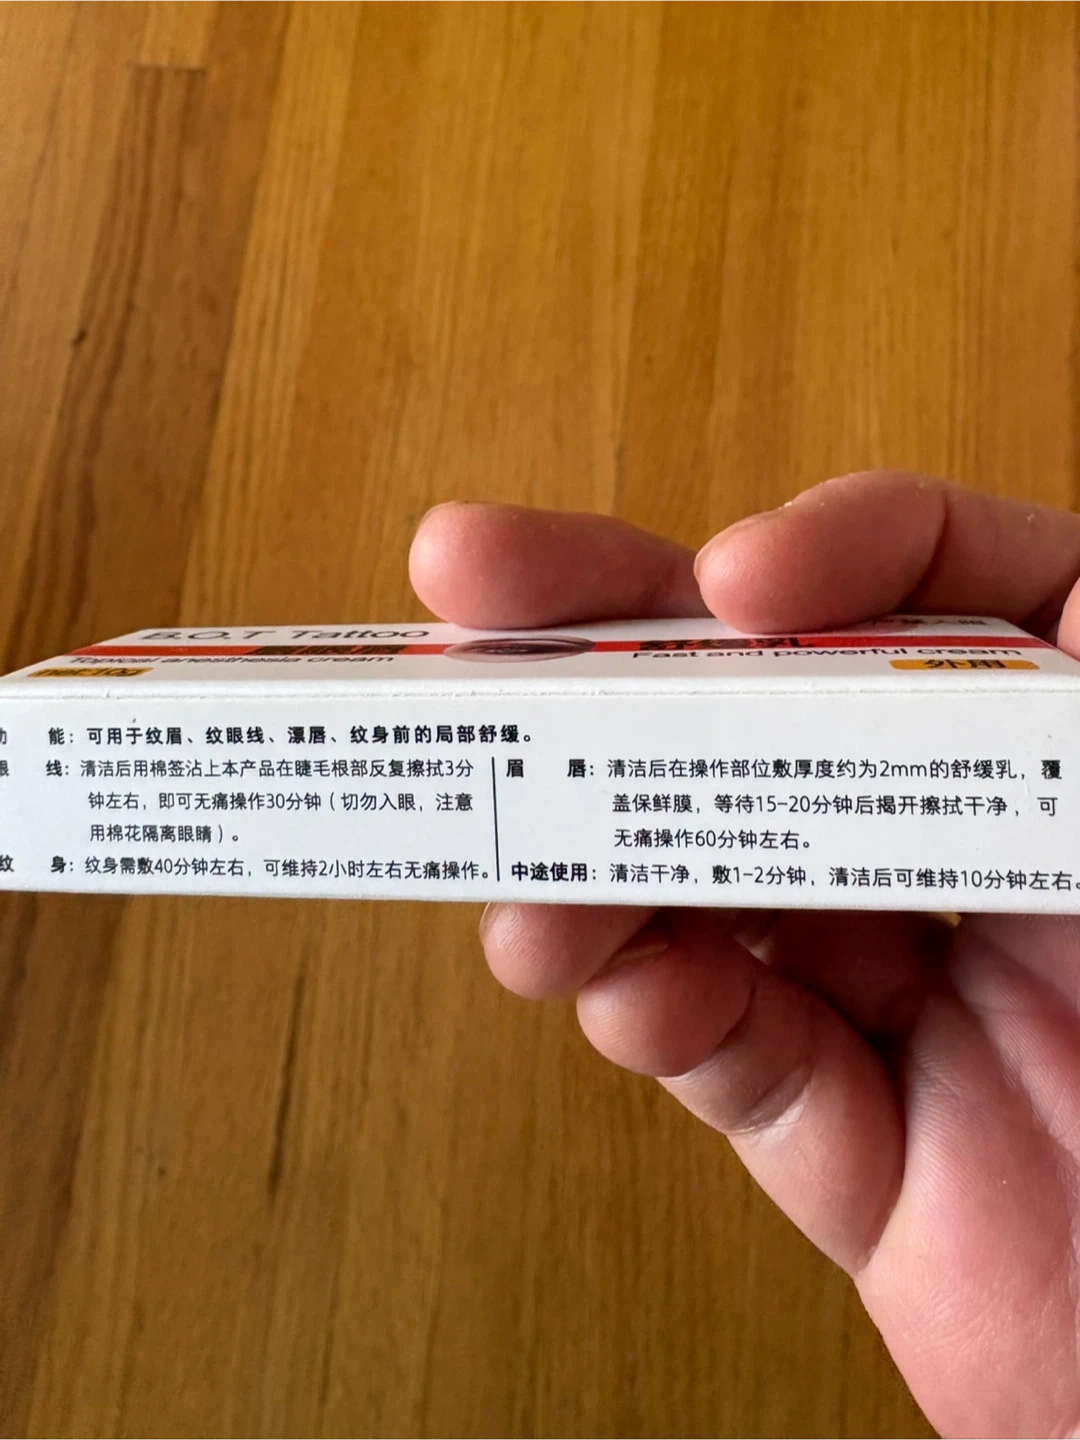 B.O.T Tattoo
Topical anesthesia cream
net:10g
Fast and powerful cream
外用
能：可用于纹眉、纹眼线、漂唇、纹身前的局部舒缓。
线：清洁后用棉签沾上本产品在睫毛根部反复擦拭3分
钟左右，即可无痛操作30分钟（切勿入眼，注意
用棉花隔离眼睛）。
纹 身：纹身需敷40分钟左右，可维持2小时左右无痛操作。
眉 唇：清洁后在操作部位敷厚度约为2mm的舒缓乳，覆
盖保鲜膜，等待15-20分钟后揭开擦拭干净，可
无痛操作60分钟左右。
中途使用：清洁干净，敷1-2分钟，清洁后可维持10分钟左右。